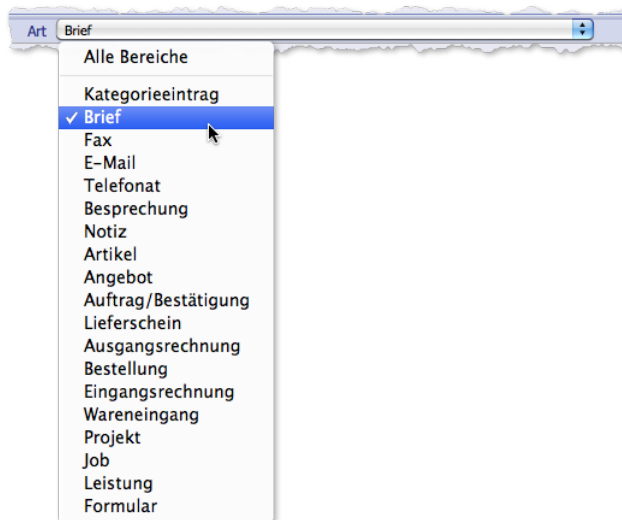 Art Brief
Alle Bereiche
Kategorieeintrag
✓ Brief
Fax
E-Mail
Telefonat
Besprechung
Notiz
Artikel
Angebot
Auftrag/Bestätigung
Lieferschein
Ausgangsrechnung
Bestellung
Eingangsrechnung
Wareneingang
Projekt
Job
Leistung
Formular